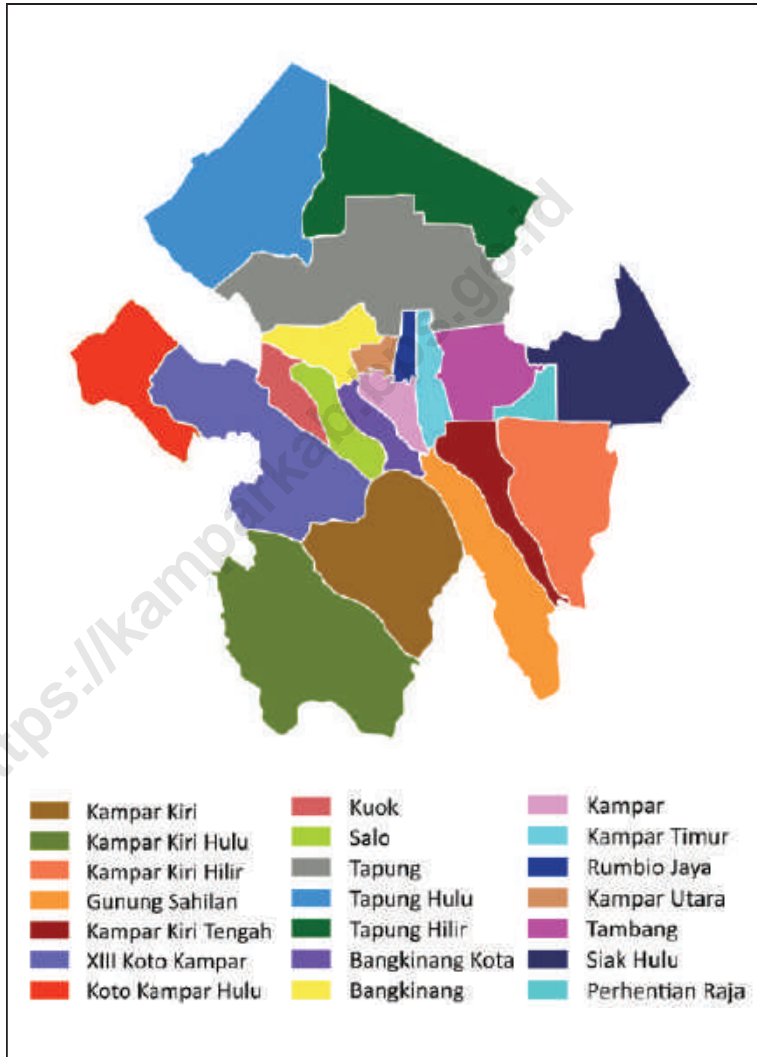 https://kamparkab.bps.go.id
Kampar Kiri
Kampar Kiri Hulu
Kampar Kiri Hilir
Gunung Sahilan
Kampar Kiri Tengah
XIII Koto Kampar
Koto Kampar Hulu
Kuok
Salo
Tapung
Tapung Hulu
Tapung Hilir
Bangkinang Kota
Bangkinang
Kampar
Kampar Timur
Rumbio Jaya
Kampar Utara
Tambang
Siak Hulu
Perhentian Raja